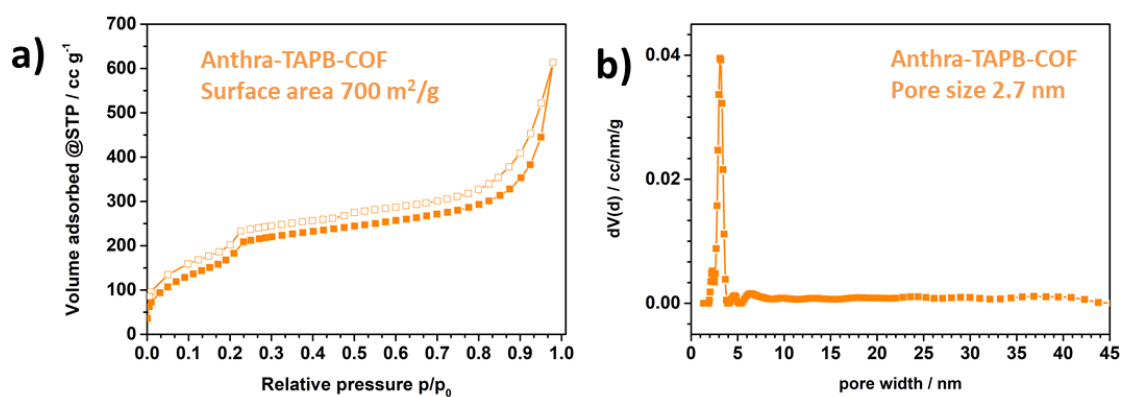 a)
Anthra-TAPB-COF
Surface area 700 m²/g
Volume adsorbed @STP / cc g⁻¹
700
600
500
400
300
200
100
0
0.0 0.1 0.2 0.3 0.4 0.5 0.6 0.7 0.8 0.9 1.0
Relative pressure p/p₀
b)
Anthra-TAPB-COF
Pore size 2.7 nm
dV(d) / cc/nm/g
0.04
0.02
0.00
0 5 10 15 20 25 30 35 40 45
pore width / nm